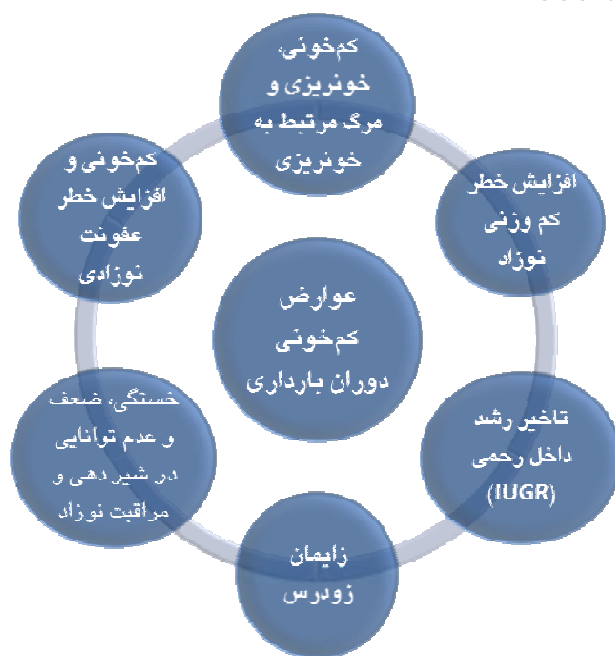 کم‌خونی،
خونریزی و
مرگ مرتبط به
خونریزی
افزایش خطر
کم وزنی
نوزاد
تاخیر رشد
داخل رحمی
(IUGR)
زایمان
زودرس
خستگی، ضعف
و عدم توانایی
در شیردهی و
مراقبت نوزاد
کم‌خونی و
افزایش خطر
عفونت
نوزادی
عوارض
کم‌خونی
دوران بارداری